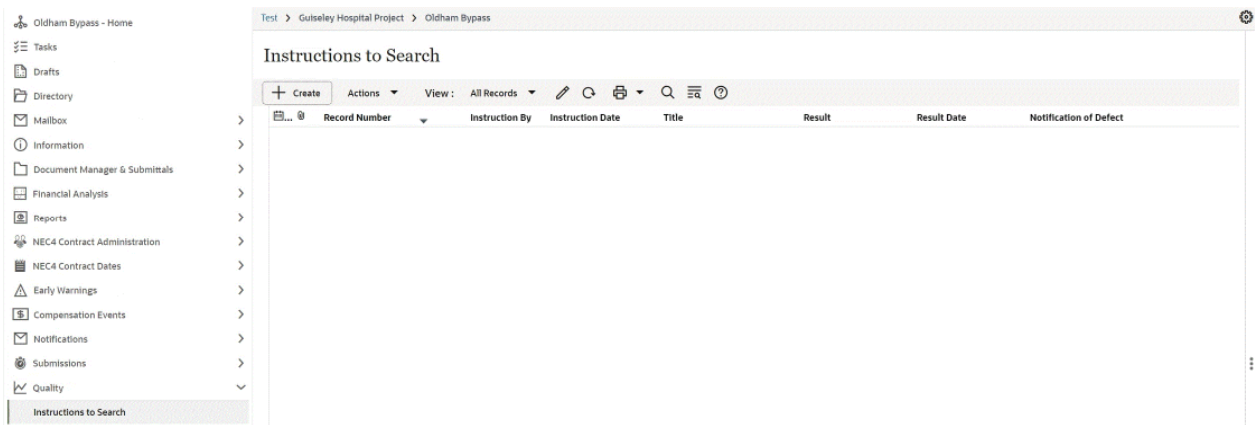 Oldham Bypass - Home
Tasks
Drafts
Directory
Mailbox
Information
Document Manager & Submittals
Financial Analysis
Reports
NEC4 Contract Administration
NEC4 Contract Dates
Early Warnings
Compensation Events
Notifications
Submissions
Quality
Instructions to Search
Test > Guiseley Hospital Project > Oldham Bypass
Instructions to Search
+ Create Actions View : All Records
... Record Number Instruction By Instruction Date Title Result Result Date Notification of Defect